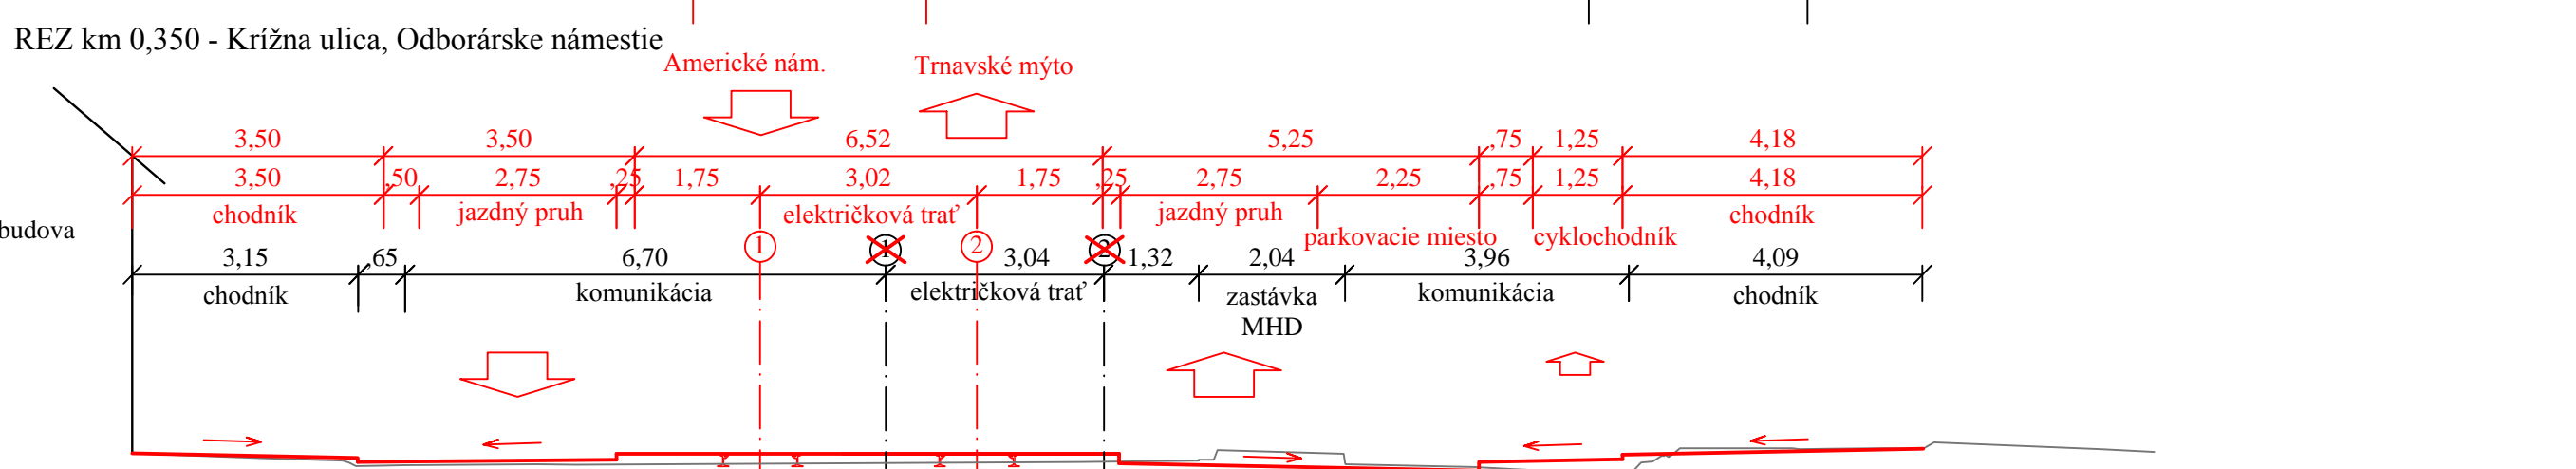 REZ km 0,350 - Krížna ulica, Odborárske námestie
Americké nám. Trnavské mýto
3,50 3,50 6,52 5,25 ,75 1,25 4,18
3,50 ,50 2,75 ,25 1,75 3,02 1,75 ,25 2,75 2,25 ,75 1,25 4,18
chodník jazdný pruh električková trať jazdný pruh chodník
budova 1 1 2 2 parkovacie miesto cyklochodník
3,15 ,65 6,70 3,04 1,32 2,04 3,96 4,09
chodník komunikácia električková trať zastávka komunikácia chodník
MHD